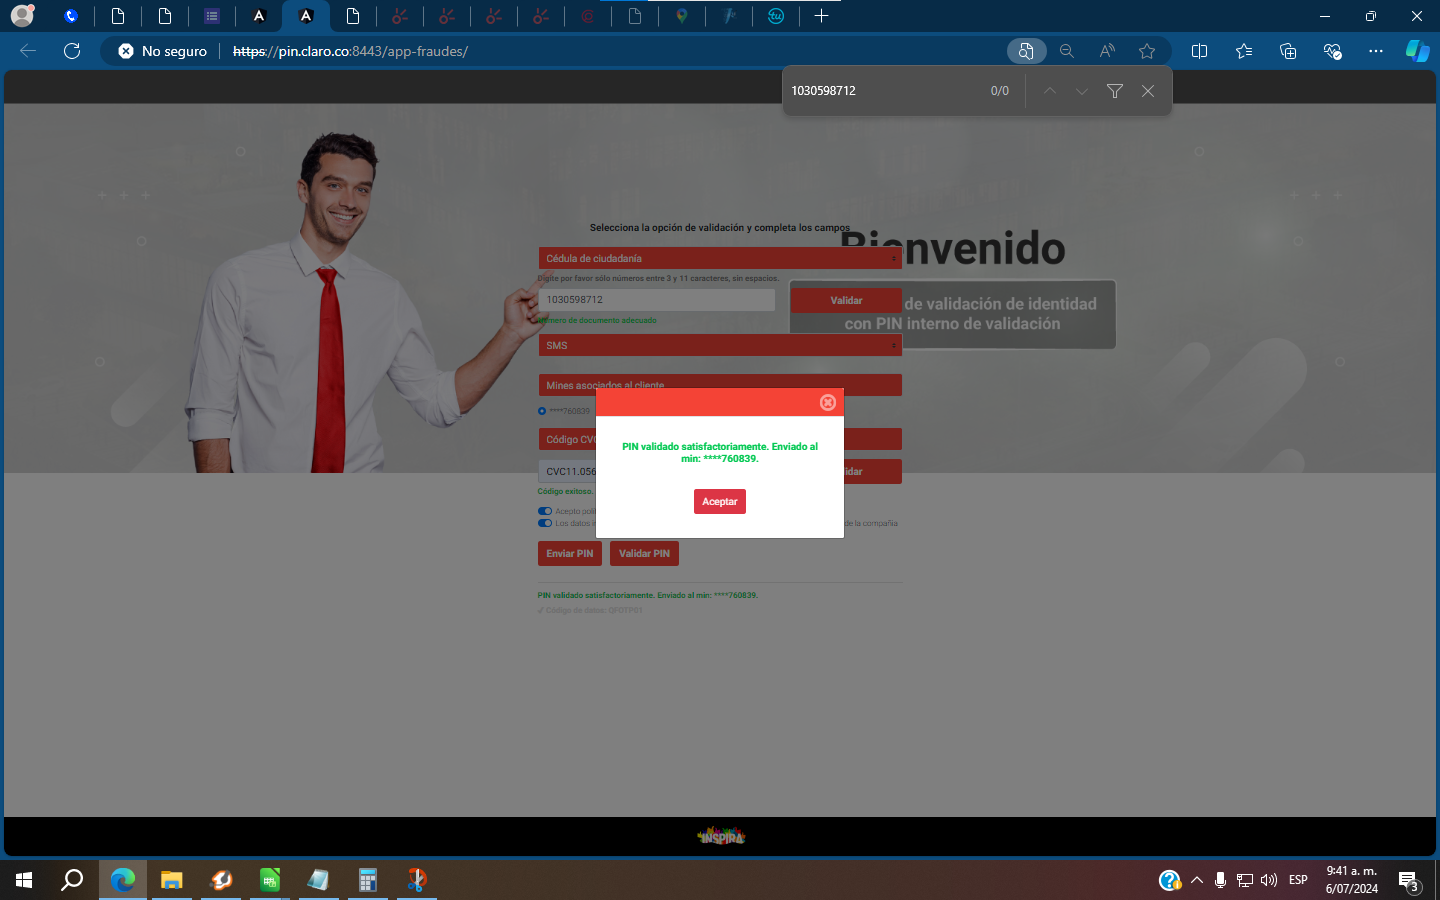 No seguro
https://pin.claro.co:8443/app-fraudes/
1030598712
0/0
Selecciona la opción de validación y completa los campos
Bienvenido
Cédula de ciudadanía
Digite por favor sólo números entre 3 y 11 caracteres, sin espacios.
1030598712
Validar
de validación de identidad
con PIN interno de validación
Número de documento adecuado
SMS
Mines asociados al cliente
****760839
Código CVC
CVC11.056
Código exitoso.
Acepto
Los datos
de la compañia
PIN validado satisfactoriamente. Enviado al
min: ****760839.
Aceptar
Enviar PIN
Validar PIN
PIN validado satisfactoriamente. Enviado al min: ****760839.
Código de datos:
INSPIRA
ESP
9:41 a. m.
6/07/2024
3